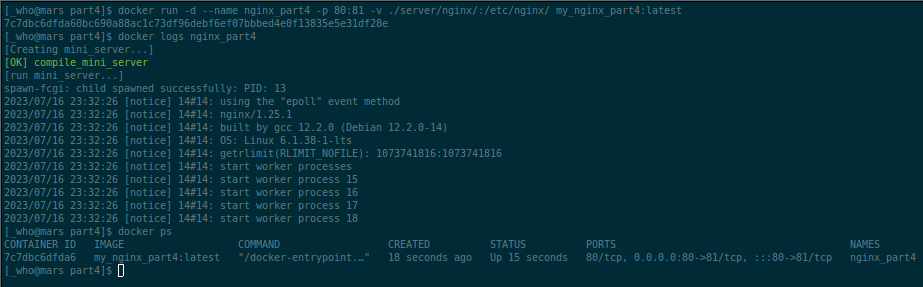 [_who@mars part4]$ docker run -d --name nginx_part4 -p 80:81 -v ./server/nginx/:/etc/nginx/ my_nginx_part4:latest
7c7dbc6dfda60bc690a88ac1c73df96debf6ef07bbbed4e0f13835e5e31df28e
[_who@mars part4]$ docker logs nginx_part4
[Creating mini_server...]
[OK] compile_mini_server
[run mini_server...]
spawn-fcgi: child spawned successfully: PID: 13
2023/07/16 23:32:26 [notice] 14#14: using the "epoll" event method
2023/07/16 23:32:26 [notice] 14#14: nginx/1.25.1
2023/07/16 23:32:26 [notice] 14#14: built by gcc 12.2.0 (Debian 12.2.0-14)
2023/07/16 23:32:26 [notice] 14#14: OS: Linux 6.1.38-1-lts
2023/07/16 23:32:26 [notice] 14#14: getrlimit(RLIMIT_NOFILE): 1073741816:1073741816
2023/07/16 23:32:26 [notice] 14#14: start worker processes
2023/07/16 23:32:26 [notice] 14#14: start worker process 15
2023/07/16 23:32:26 [notice] 14#14: start worker process 16
2023/07/16 23:32:26 [notice] 14#14: start worker process 17
2023/07/16 23:32:26 [notice] 14#14: start worker process 18
[_who@mars part4]$ docker ps
CONTAINER ID   IMAGE                   COMMAND                  CREATED          STATUS          PORTS                                       NAMES
7c7dbc6dfda6   my_nginx_part4:latest   "/docker-entrypoint.…"   18 seconds ago   Up 15 seconds   80/tcp, 0.0.0.0:80->81/tcp, :::80->81/tcp   nginx_part4
[_who@mars part4]$